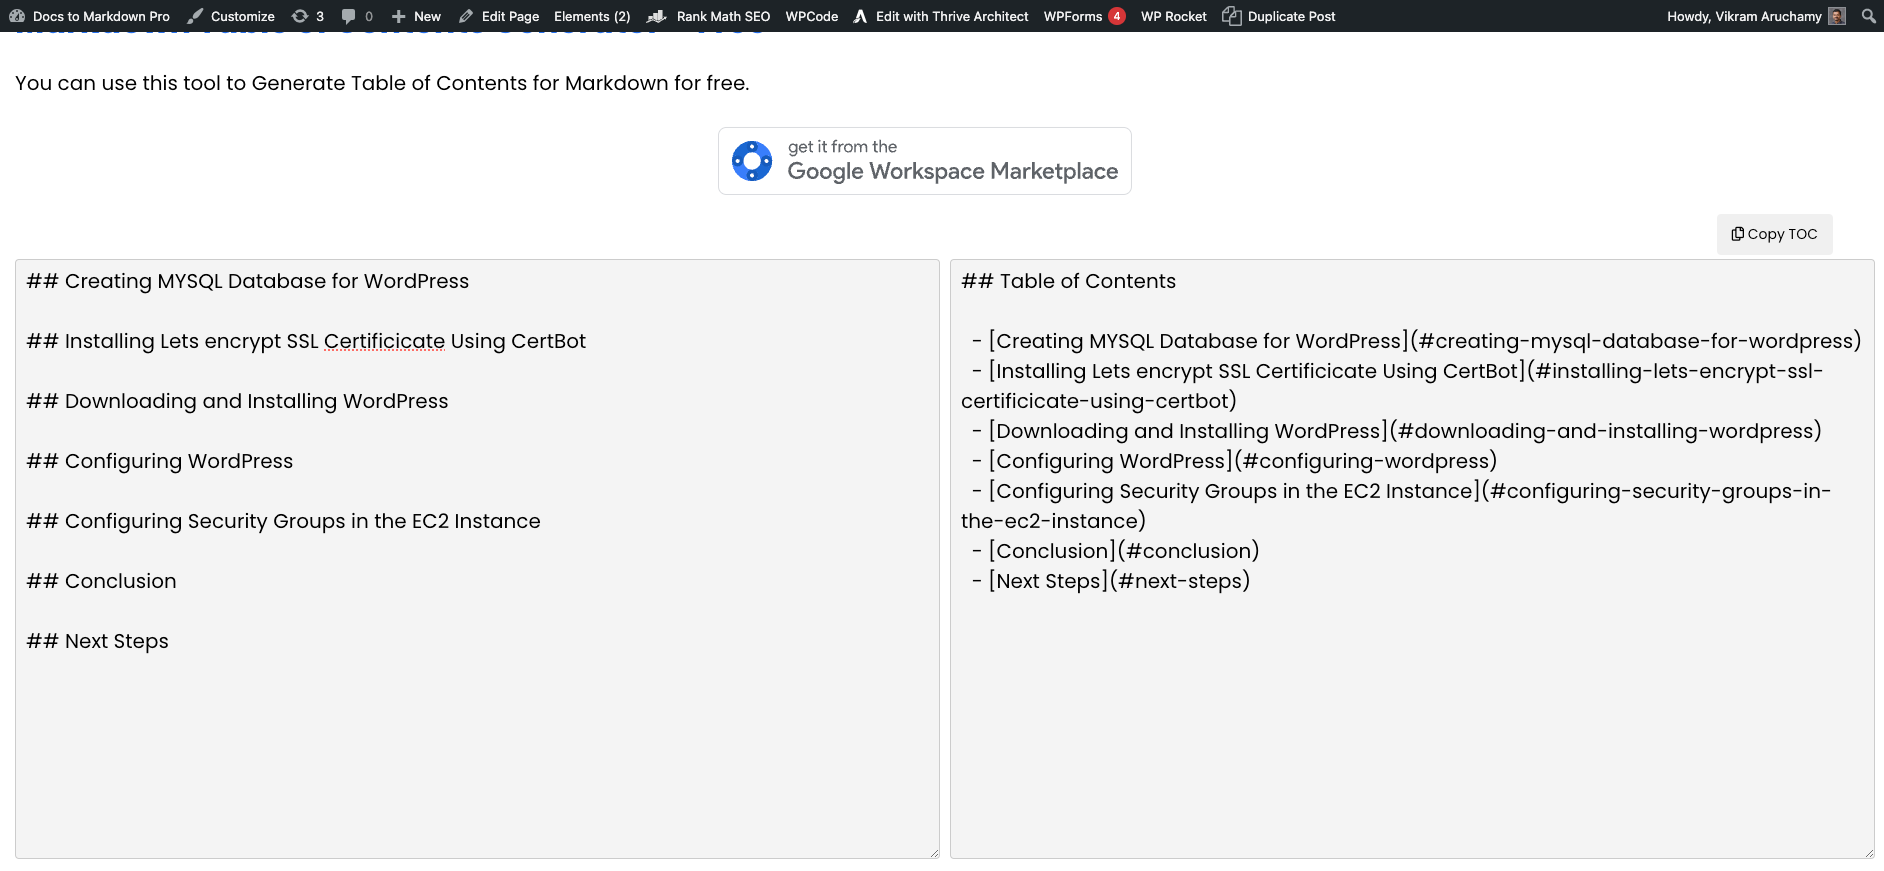 Docs to Markdown Pro Customize 3 0 New Edit Page Elements (2) Rank Math SEO WPCode Edit with Thrive Architect WPForms 4 WP Rocket Duplicate Post Howdy, Vikram Aruchamy
You can use this tool to Generate Table of Contents for Markdown for free.
get it from the
Google Workspace Marketplace
Copy TOC
## Creating MYSQL Database for WordPress
## Installing Lets encrypt SSL Certificicate Using CertBot
## Downloading and Installing WordPress
## Configuring WordPress
## Configuring Security Groups in the EC2 Instance
## Conclusion
## Next Steps
## Table of Contents
- [Creating MYSQL Database for WordPress](#creating-mysql-database-for-wordpress)
- [Installing Lets encrypt SSL Certificicate Using CertBot](#installing-lets-encrypt-ssl-
certificicate-using-certbot)
- [Downloading and Installing WordPress](#downloading-and-installing-wordpress)
- [Configuring WordPress](#configuring-wordpress)
- [Configuring Security Groups in the EC2 Instance](#configuring-security-groups-in-
the-ec2-instance)
- [Conclusion](#conclusion)
- [Next Steps](#next-steps)